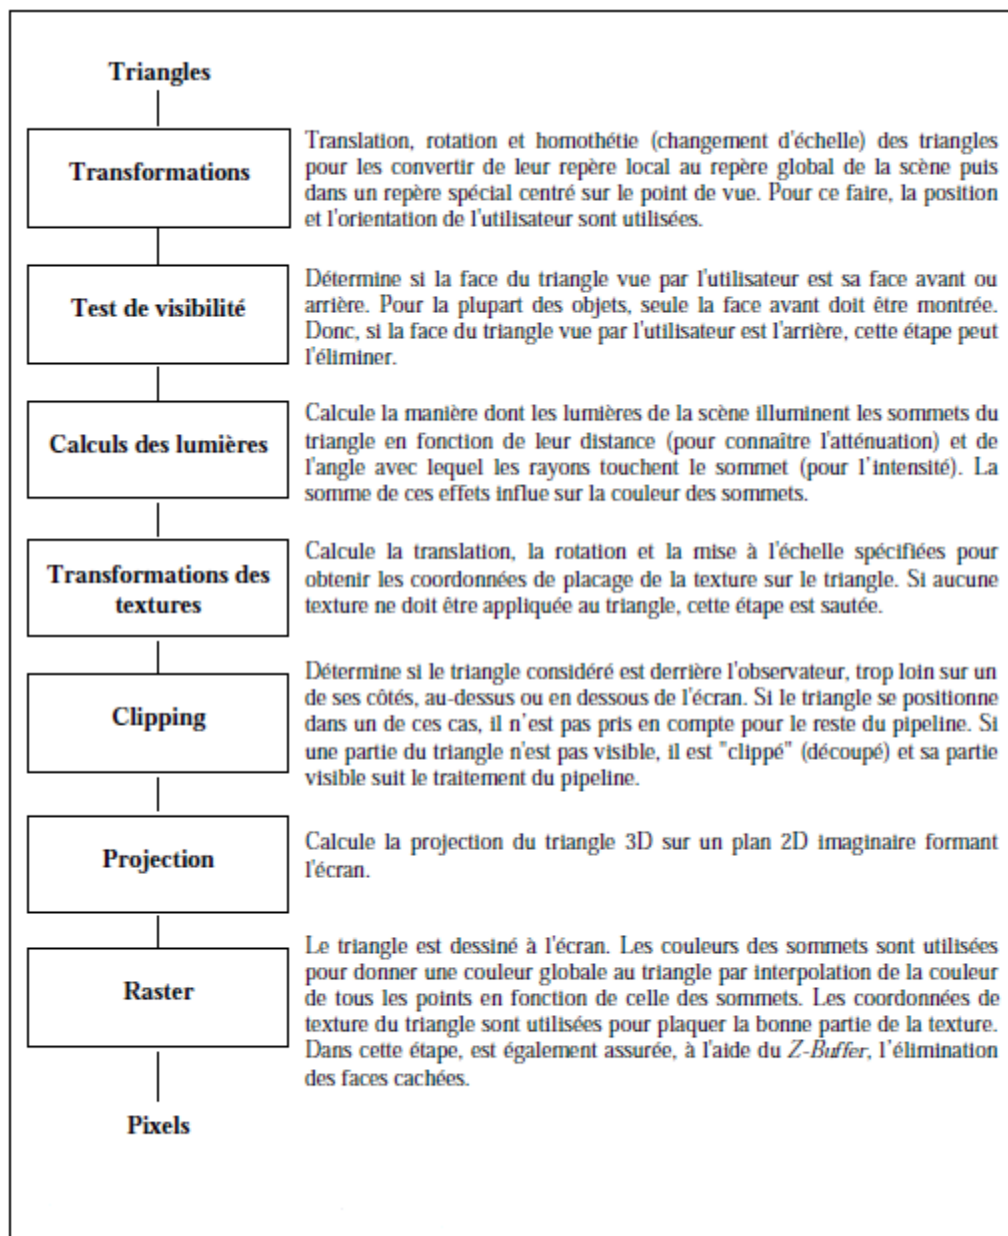 Triangles
Transformations
Translation, rotation et homothétie (changement d'échelle) des triangles
pour les convertir de leur repère local au repère global de la scène puis
dans un repère spécial centré sur le point de vue. Pour ce faire, la position
et l'orientation de l'utilisateur sont utilisées.
Test de visibilité
Détermine si la face du triangle vue par l'utilisateur est sa face avant ou
arrière. Pour la plupart des objets, seule la face avant doit être montrée.
Donc, si la face du triangle vue par l'utilisateur est l'arrière, cette étape peut
l'éliminer.
Calculs des lumières
Calcule la manière dont les lumières de la scène illuminent les sommets du
triangle en fonction de leur distance (pour connaître l'atténuation) et de
l'angle avec lequel les rayons touchent le sommet (pour l'intensité). La
somme de ces effets influe sur la couleur des sommets.
Transformations des
textures
Calcule la translation, la rotation et la mise à l'échelle spécifiées pour
obtenir les coordonnées de placage de la texture sur le triangle. Si aucune
texture ne doit être appliquée au triangle, cette étape est sautée.
Clipping
Détermine si le triangle considéré est derrière l'observateur, trop loin sur un
de ses côtés, au-dessus ou en dessous de l'écran. Si le triangle se positionne
dans un de ces cas, il n'est pas pris en compte pour le reste du pipeline. Si
une partie du triangle n'est pas visible, il est "clippé" (découpé) et sa partie
visible suit le traitement du pipeline.
Projection
Calcule la projection du triangle 3D sur un plan 2D imaginaire formant
l'écran.
Raster
Le triangle est dessiné à l'écran. Les couleurs des sommets sont utilisées
pour donner une couleur globale au triangle par interpolation de la couleur
de tous les points en fonction de celle des sommets. Les coordonnées de
texture du triangle sont utilisées pour plaquer la bonne partie de la texture.
Dans cette étape, est également assurée, à l'aide du Z-Buffer, l'élimination
des faces cachées.
Pixels